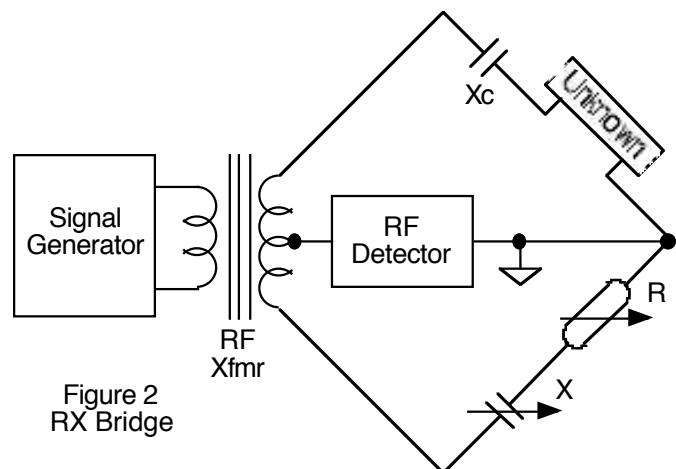 Xc
Unknown
Signal
Generator
RF
Detector
R
RF
Xfmr
X
Figure 2
RX Bridge